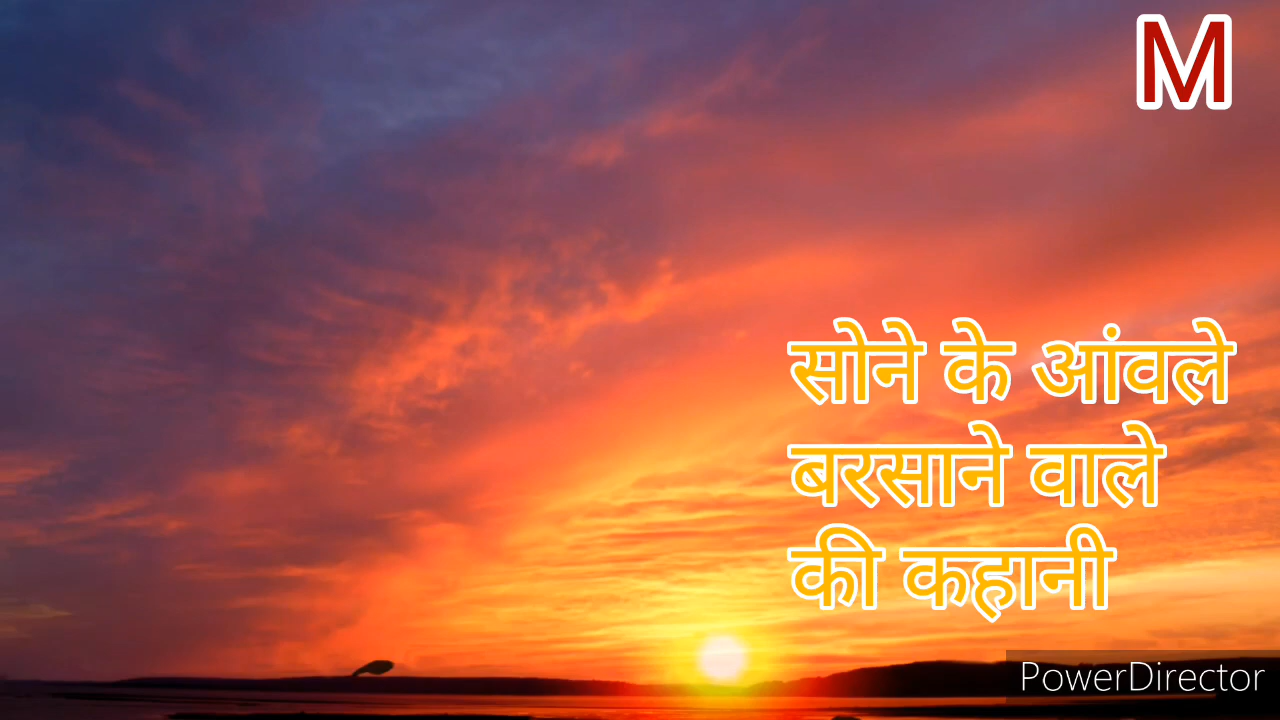 M
सोने के आंवले
बरसाने वाले
की कहानी
PowerDirector